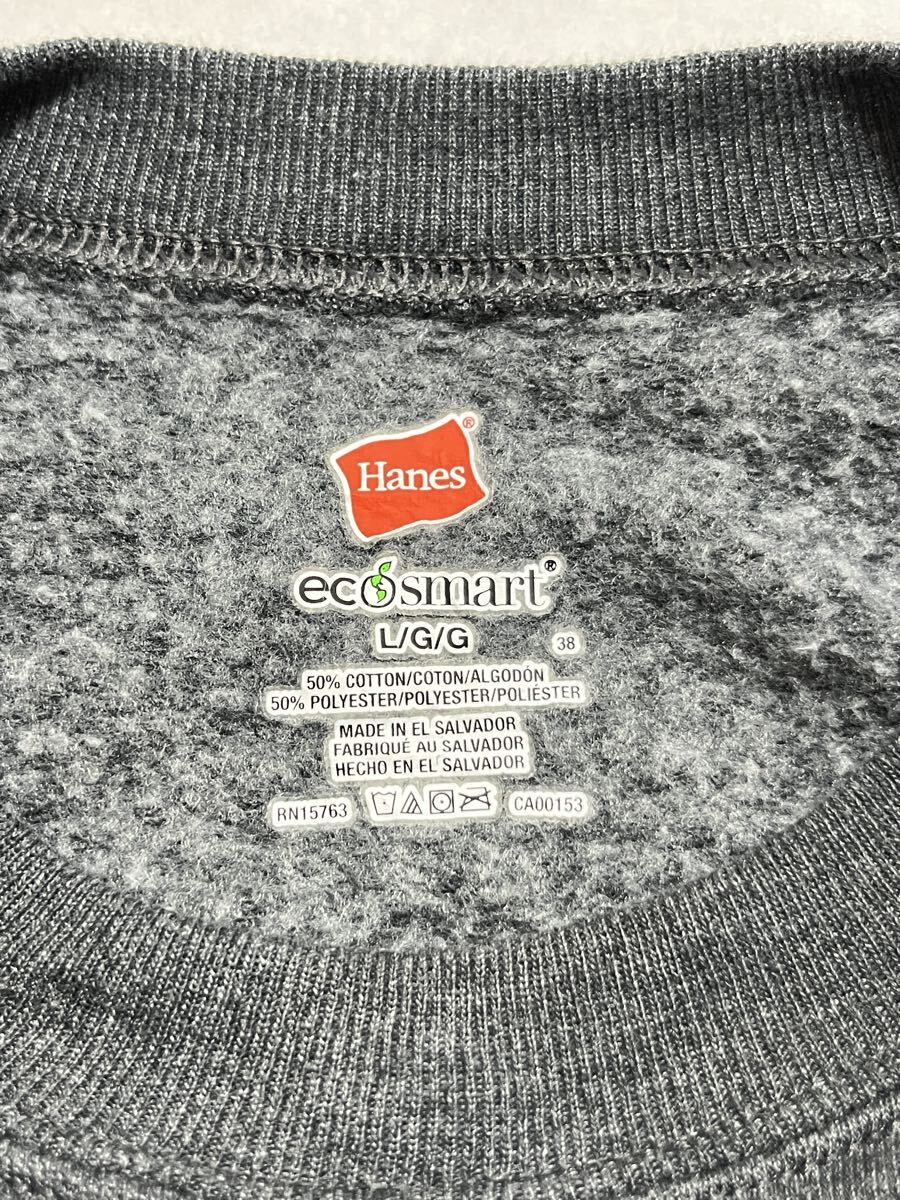 Hanes®
ecosmart®
L/G/G
38
50% COTTON/COTON/ALGODÓN
50% POLYESTER/POLYESTER/POLIÉSTER
MADE IN EL SALVADOR
FABRIQUÉ AU SALVADOR
HECHO EN EL SALVADOR
RN15763
CA00153